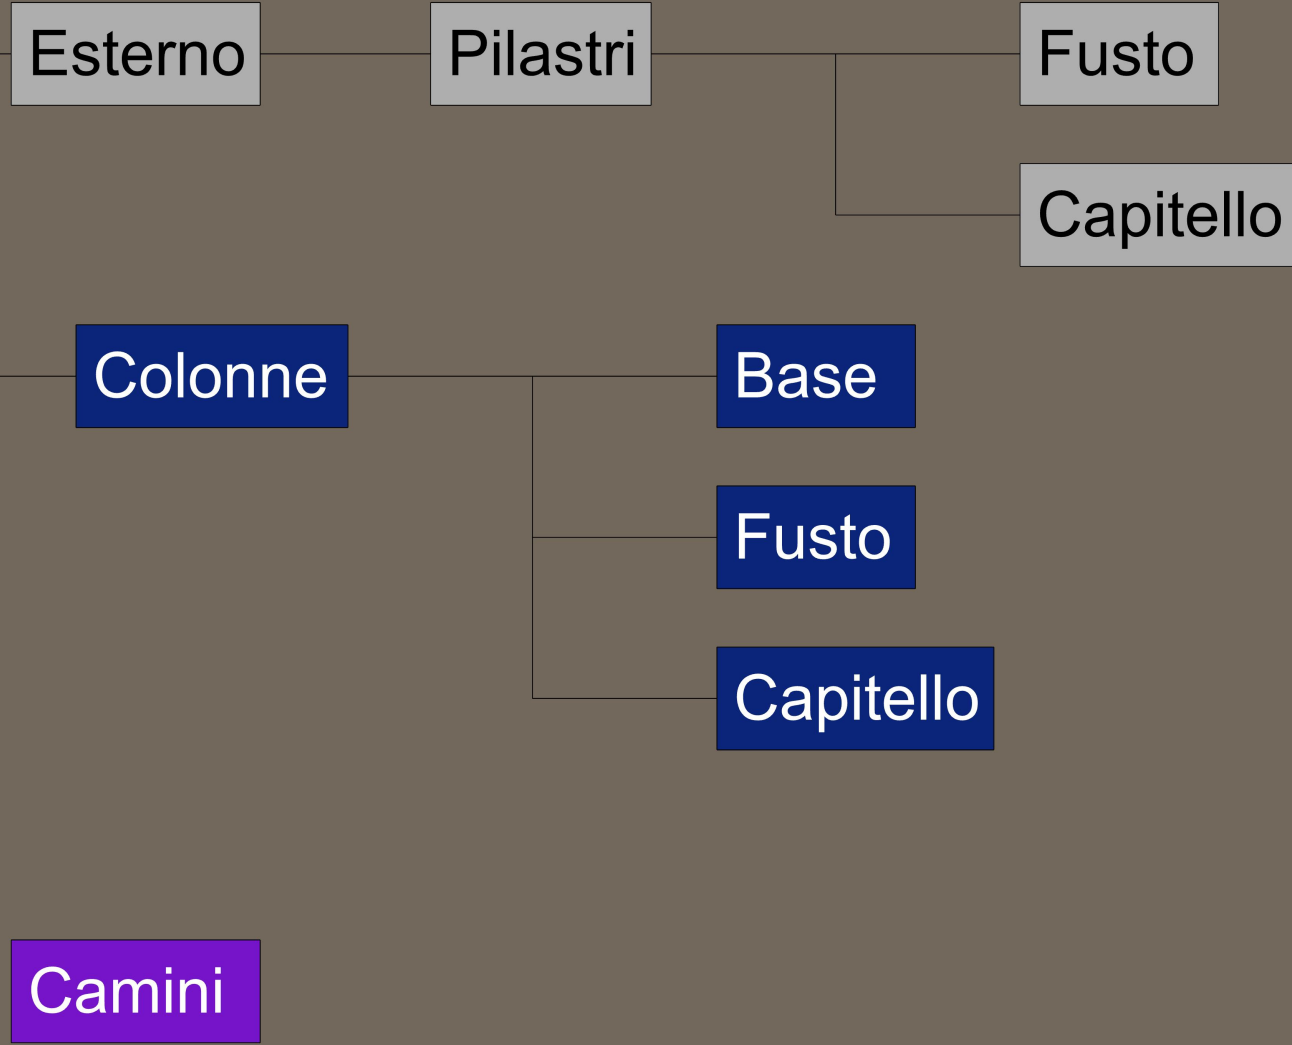 Esterno
Pilastri
Fusto
Capitello
Colonne
Base
Fusto
Capitello
Camini